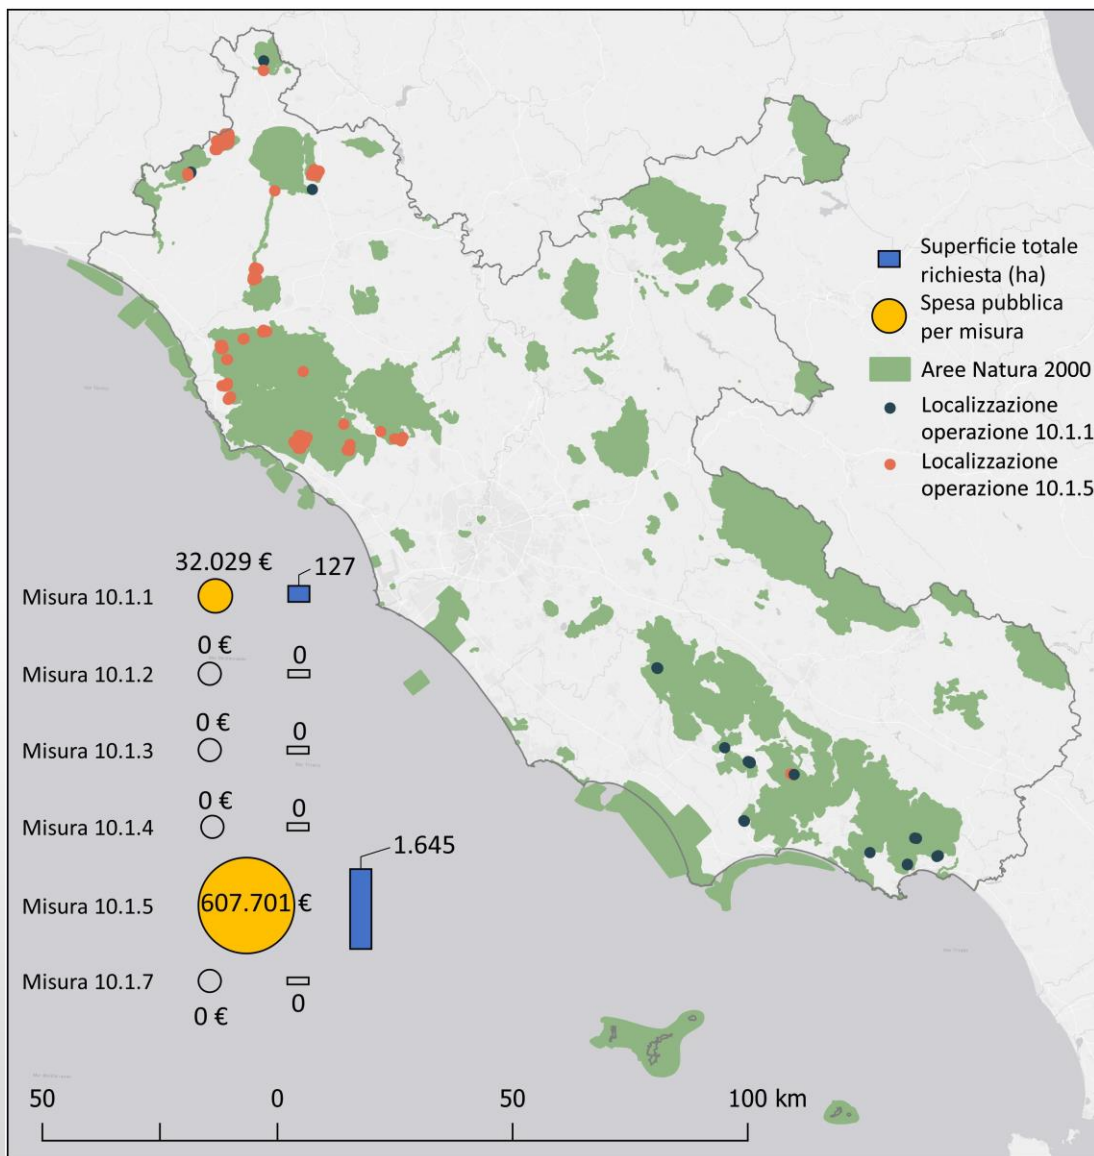 Superficie totale
richiesta (ha)
Spesa pubblica
per misura
Aree Natura 2000
Localizzazione
operazione 10.1.1
Localizzazione
operazione 10.1.5
32.029 €
127
Misura 10.1.1
0 €
0
Misura 10.1.2
0 €
0
Misura 10.1.3
0 €
0
Misura 10.1.4
1.645
607.701 €
Misura 10.1.5
Misura 10.1.7
0
0 €
50
0
50
100 km